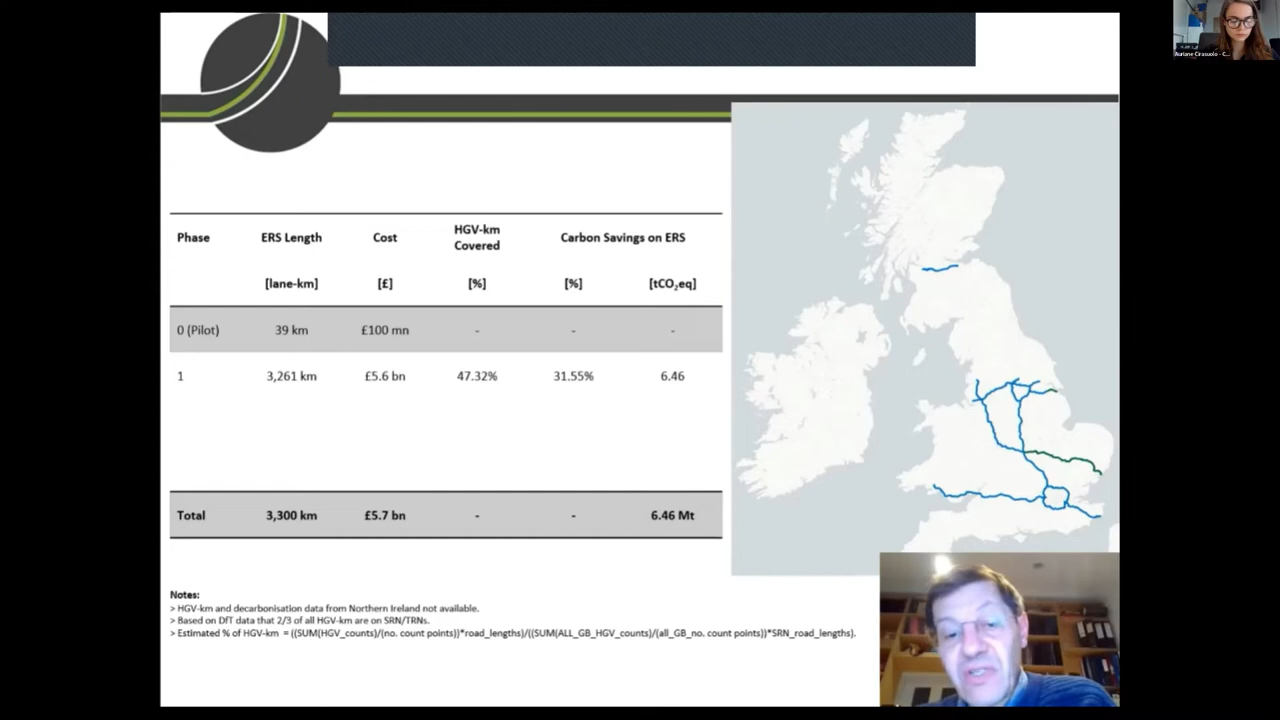 Auriane Cirasuolo - C...
Phase ERS Length Cost HGV-km Covered Carbon Savings on ERS
[lane-km] [£] [%] [%] [tCO₂eq]
0 (Pilot) 39 km £100 mn - - -
1 3,261 km £5.6 bn 47.32% 31.55% 6.46
Total 3,300 km £5.7 bn - - 6.46 Mt
Notes:
> HGV-km and decarbonisation data from Northern Ireland not available.
> Based on DfT data that 2/3 of all HGV-km are on SRN/TRNs.
> Estimated % of HGV-km = ((SUM(HGV_counts)/(no. count points))*road_lengths)/((SUM(ALL_GB_HGV_counts)/(all_GB_no. count points))*SRN_road_lengths).